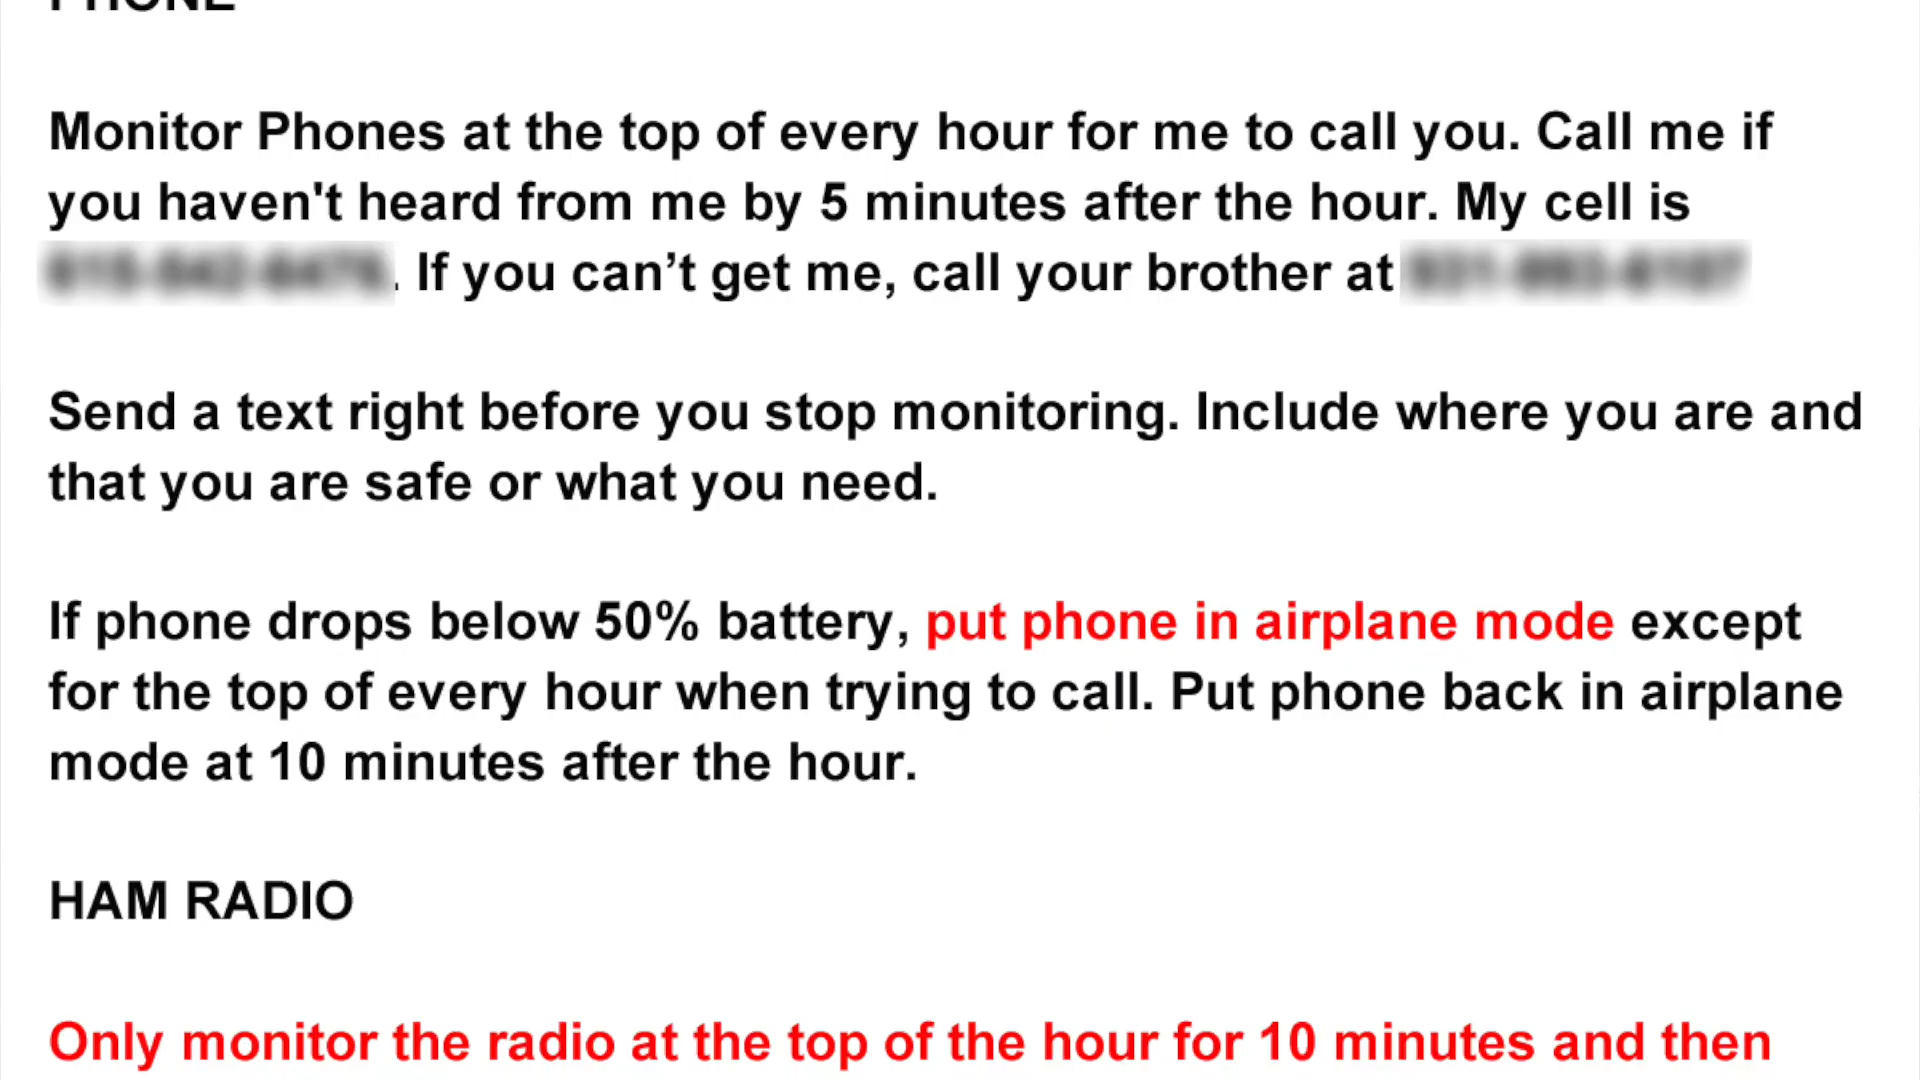 PHONE
Monitor Phones at the top of every hour for me to call you. Call me if
you haven't heard from me by 5 minutes after the hour. My cell is
. If you can’t get me, call your brother at
Send a text right before you stop monitoring. Include where you are and
that you are safe or what you need.
If phone drops below 50% battery, put phone in airplane mode except
for the top of every hour when trying to call. Put phone back in airplane
mode at 10 minutes after the hour.
HAM RADIO
Only monitor the radio at the top of the hour for 10 minutes and then